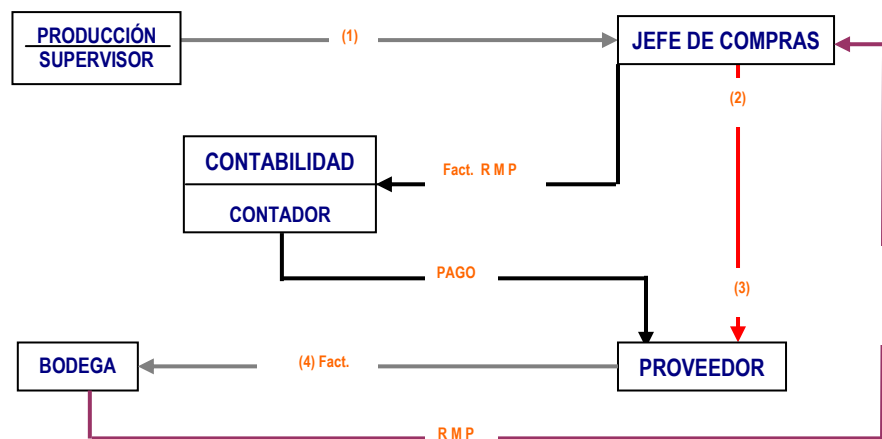 PRODUCCIÓN
SUPERVISOR
(1)
JEFE DE COMPRAS
(2)
CONTABILIDAD
CONTADOR
Fact. R M P
PAGO
(3)
BODEGA
(4) Fact.
PROVEEDOR
R M P